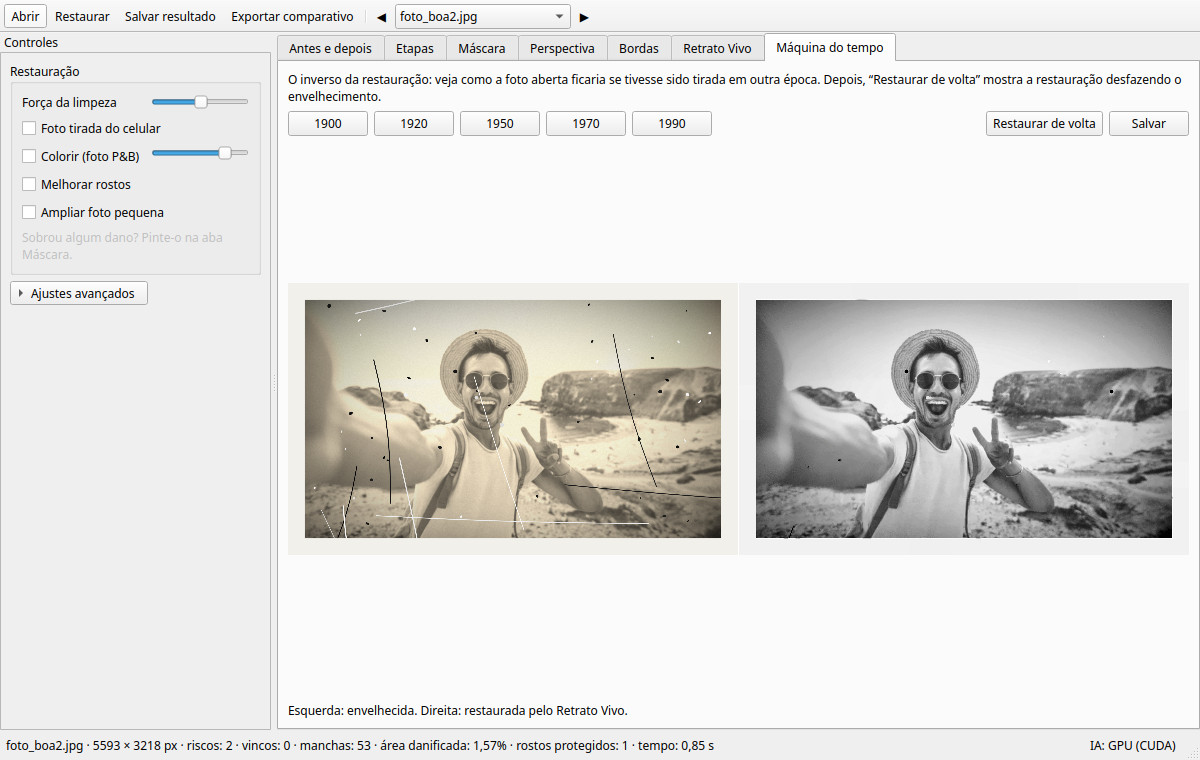 Abrir Restaurar Salvar resultado Exportar comparativo ◀ foto_boa2.jpg ▶
Controles
Antes e depois Etapas Máscara Perspectiva Bordas Retrato Vivo Máquina do tempo
Restauração
Força da limpeza
Foto tirada do celular
Colorir (foto P&B)
Melhorar rostos
Ampliar foto pequena
Sobrou algum dano? Pinte-o na aba
Máscara.
Ajustes avançados
O inverso da restauração: veja como a foto aberta ficaria se tivesse sido tirada em outra época. Depois, “Restaurar de volta” mostra a restauração desfazendo o
envelhecimento.
1900 1920 1950 1970 1990 Restaurar de volta Salvar
Esquerda: envelhecida. Direita: restaurada pelo Retrato Vivo.
foto_boa2.jpg · 5593 × 3218 px · riscos: 2 · vincos: 0 · manchas: 53 · área danificada: 1,57% · rostos protegidos: 1 · tempo: 0,85 s IA: GPU (CUDA)